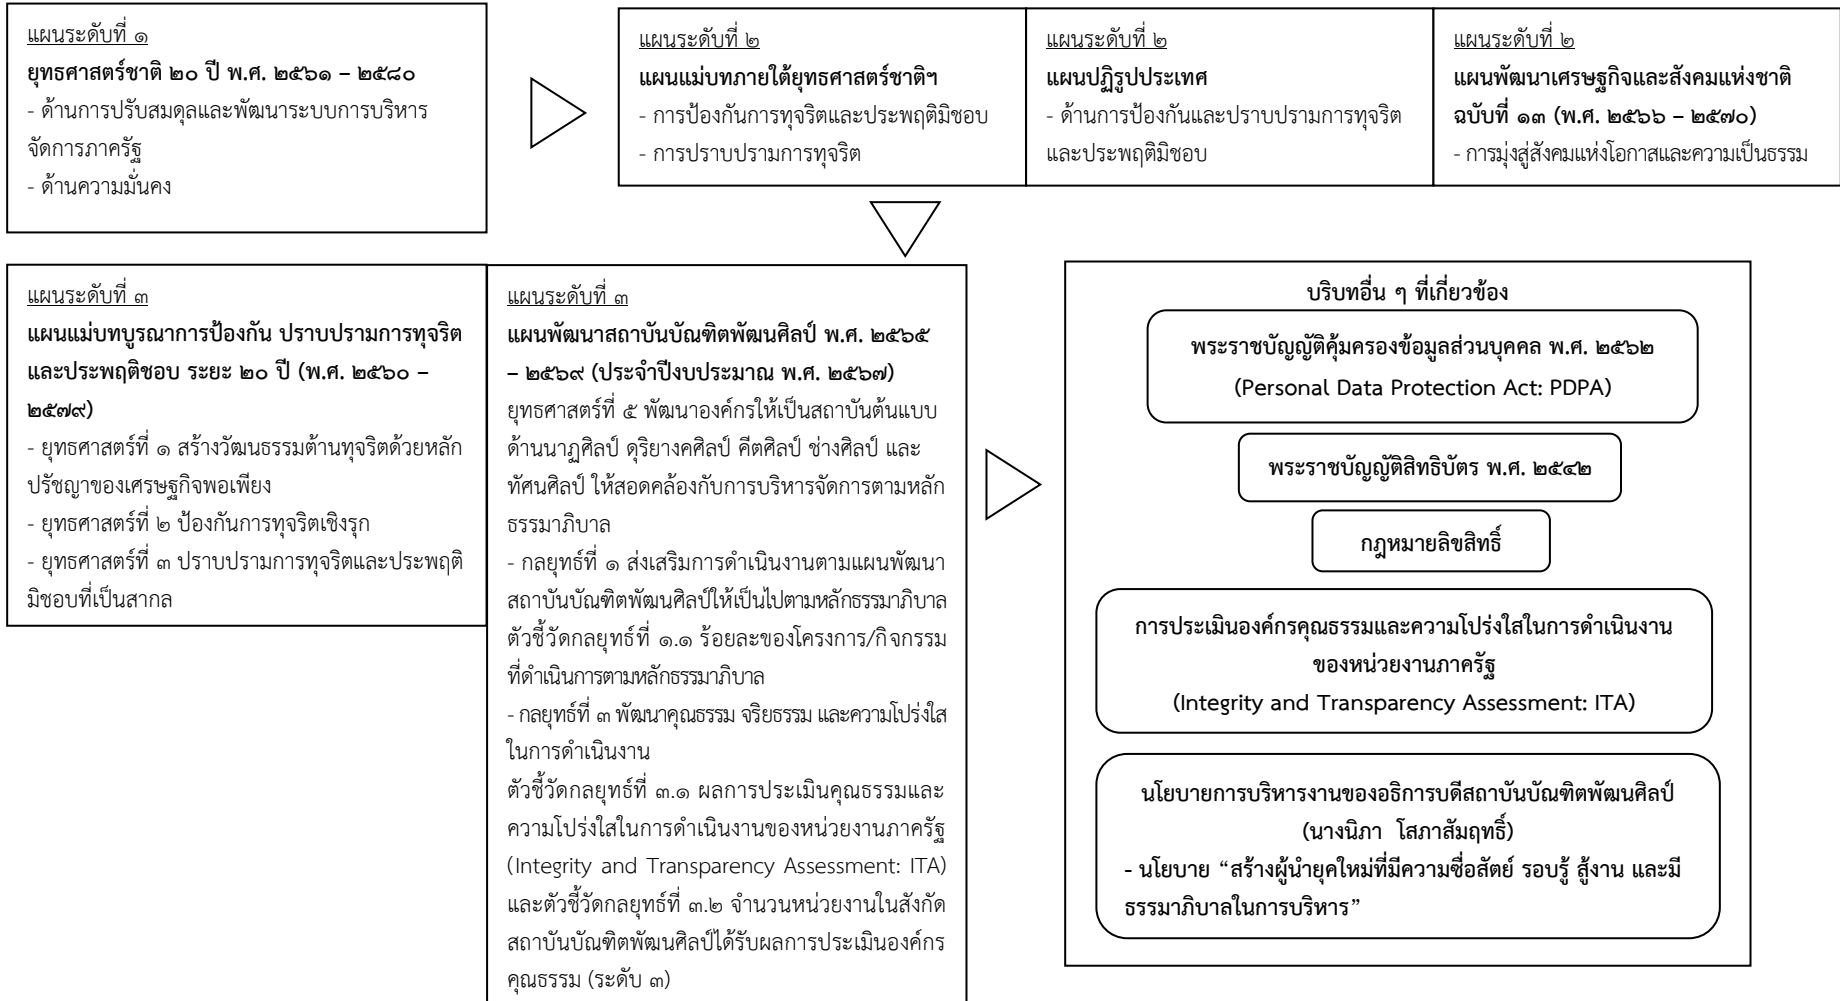 แผนระดับที่ ๑
ยุทธศาสตร์ชาติ ๒๐ ปี พ.ศ. ๒๕๖๑ – ๒๕๘๐
- ด้านการปรับสมดุลและพัฒนาระบบการบริหาร
จัดการภาครัฐ
- ด้านความมั่นคง
แผนระดับที่ ๒
แผนแม่บทภายใต้ยุทธศาสตร์ชาติฯ
- การป้องกันการทุจริตและประพฤติมิชอบ
- การปราบปรามการทุจริต
แผนระดับที่ ๒
แผนปฏิรูปประเทศ
- ด้านการป้องกันและปราบปรามการทุจริต
และประพฤติมิชอบ
แผนระดับที่ ๒
แผนพัฒนาเศรษฐกิจและสังคมแห่งชาติ
ฉบับที่ ๑๓ (พ.ศ. ๒๕๖๖ – ๒๕๗๐)
- การมุ่งสู่สังคมแห่งโอกาสและความเป็นธรรม
แผนระดับที่ ๓
แผนแม่บทบูรณาการป้องกัน ปราบปรามการทุจริต
และประพฤติชอบ ระยะ ๒๐ ปี (พ.ศ. ๒๕๖๐ –
๒๕๗๙)
- ยุทธศาสตร์ที่ ๑ สร้างวัฒนธรรมต้านทุจริตด้วยหลัก
ปรัชญาของเศรษฐกิจพอเพียง
- ยุทธศาสตร์ที่ ๒ ป้องกันการทุจริตเชิงรุก
- ยุทธศาสตร์ที่ ๓ ปราบปรามการทุจริตและประพฤติ
มิชอบที่เป็นสากล
แผนระดับที่ ๓
แผนพัฒนาสถาบันบัณฑิตพัฒนศิลป์ พ.ศ. ๒๕๖๕
– ๒๕๖๙ (ประจำปีงบประมาณ พ.ศ. ๒๕๖๗)
ยุทธศาสตร์ที่ ๕ พัฒนาองค์กรให้เป็นสถาบันต้นแบบ
ด้านนาฏศิลป์ ดุริยางคศิลป์ คีตศิลป์ ช่างศิลป์ และ
ทัศนศิลป์ ให้สอดคล้องกับการบริหารจัดการตามหลัก
ธรรมาภิบาล
- กลยุทธ์ที่ ๑ ส่งเสริมการดำเนินงานตามแผนพัฒนา
สถาบันบัณฑิตพัฒนศิลป์ให้เป็นไปตามหลักธรรมาภิบาล
ตัวชี้วัดกลยุทธ์ที่ ๑.๑ ร้อยละของโครงการ/กิจกรรม
ที่ดำเนินการตามหลักธรรมาภิบาล
- กลยุทธ์ที่ ๓ พัฒนาคุณธรรม จริยธรรม และความโปร่งใส
ในการดำเนินงาน
ตัวชี้วัดกลยุทธ์ที่ ๓.๑ ผลการประเมินคุณธรรมและ
ความโปร่งใสในการดำเนินงานของหน่วยงานภาครัฐ
(Integrity and Transparency Assessment: ITA)
และตัวชี้วัดกลยุทธ์ที่ ๓.๒ จำนวนหน่วยงานในสังกัด
สถาบันบัณฑิตพัฒนศิลป์ได้รับผลการประเมินองค์กร
คุณธรรม (ระดับ ๓)
บริบทอื่น ๆ ที่เกี่ยวข้อง
พระราชบัญญัติคุ้มครองข้อมูลส่วนบุคคล พ.ศ. ๒๕๖๒
(Personal Data Protection Act: PDPA)
พระราชบัญญัติสิทธิบัตร พ.ศ. ๒๕๔๒
กฎหมายลิขสิทธิ์
การประเมินองค์กรคุณธรรมและความโปร่งใสในการดำเนินงาน
ของหน่วยงานภาครัฐ
(Integrity and Transparency Assessment: ITA)
นโยบายการบริหารงานของอธิการบดีสถาบันบัณฑิตพัฒนศิลป์
(นางนิภา โสภาสัมฤทธิ์)
- นโยบาย “สร้างผู้นำยุคใหม่ที่มีความซื่อสัตย์ รอบรู้ สู้งาน และมี
ธรรมาภิบาลในการบริหาร”